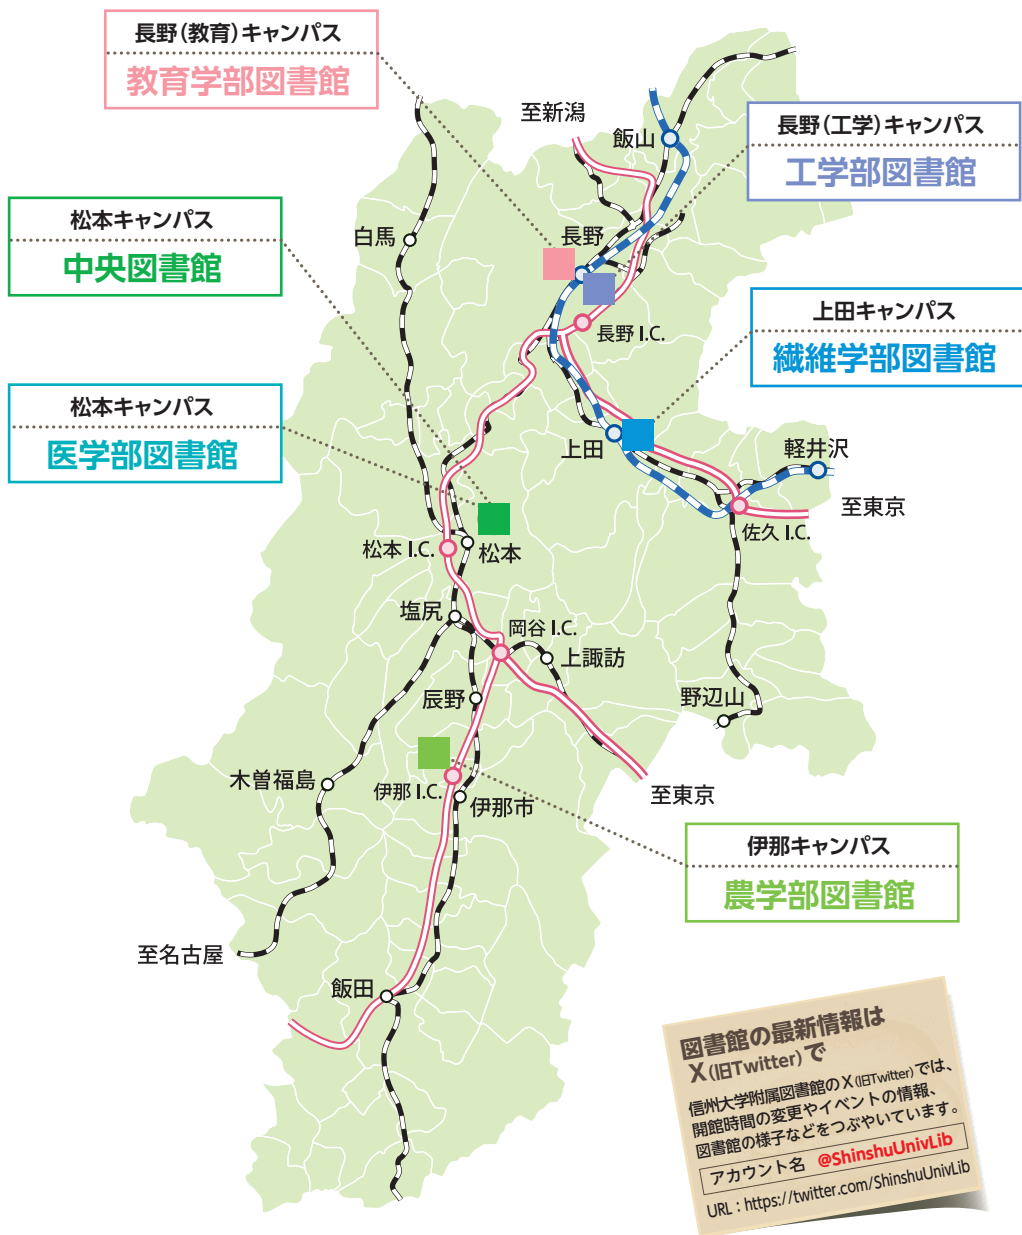 長野（教育）キャンパス
教育学部図書館
至新潟
飯山
長野（工学）キャンパス
工学部図書館
松本キャンパス
中央図書館
白馬
長野
長野 I.C.
上田キャンパス
繊維学部図書館
松本キャンパス
医学部図書館
上田
軽井沢
至東京
佐久 I.C.
松本 I.C.
松本
塩尻
岡谷 I.C.
上諏訪
辰野
野辺山
木曽福島
伊那 I.C.
伊那市
至東京
伊那キャンパス
農学部図書館
至名古屋
飯田
図書館の最新情報は
X（旧Twitter）で
信州大学附属図書館のX（旧Twitter）では、
開館時間の変更やイベントの情報、
図書館の様子などをつぶやいています。
アカウント名 @ShinshuUnivLib
URL : https://twitter.com/ShinshuUnivLib